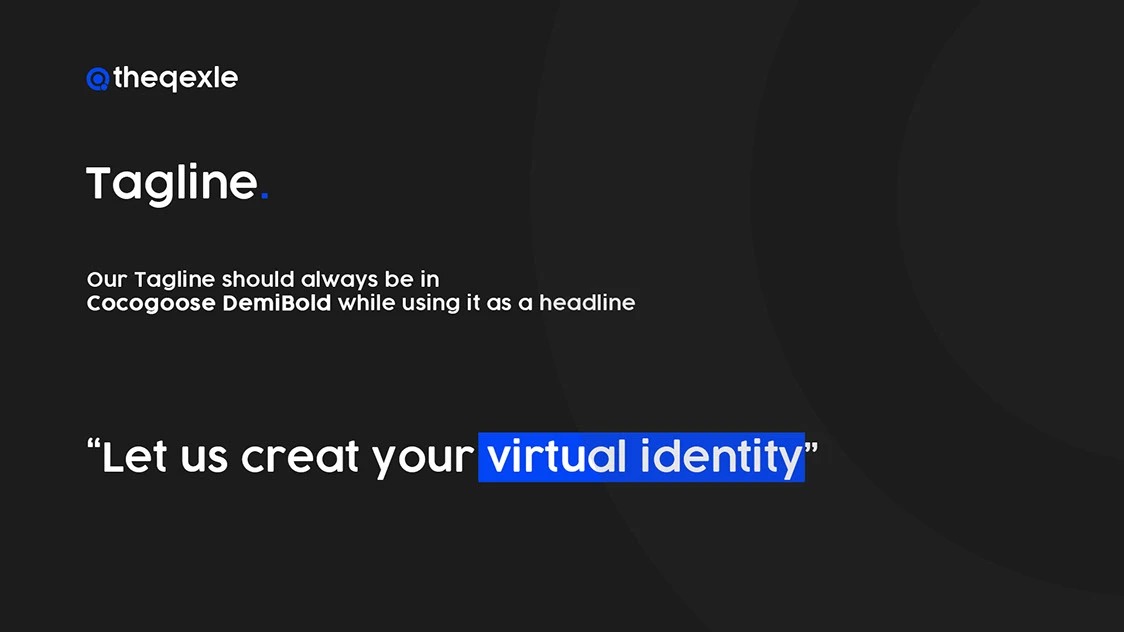 theqexle
Tagline.
Our Tagline should always be in
Cocogoose DemiBold while using it as a headline
“Let us creat your virtual identity”